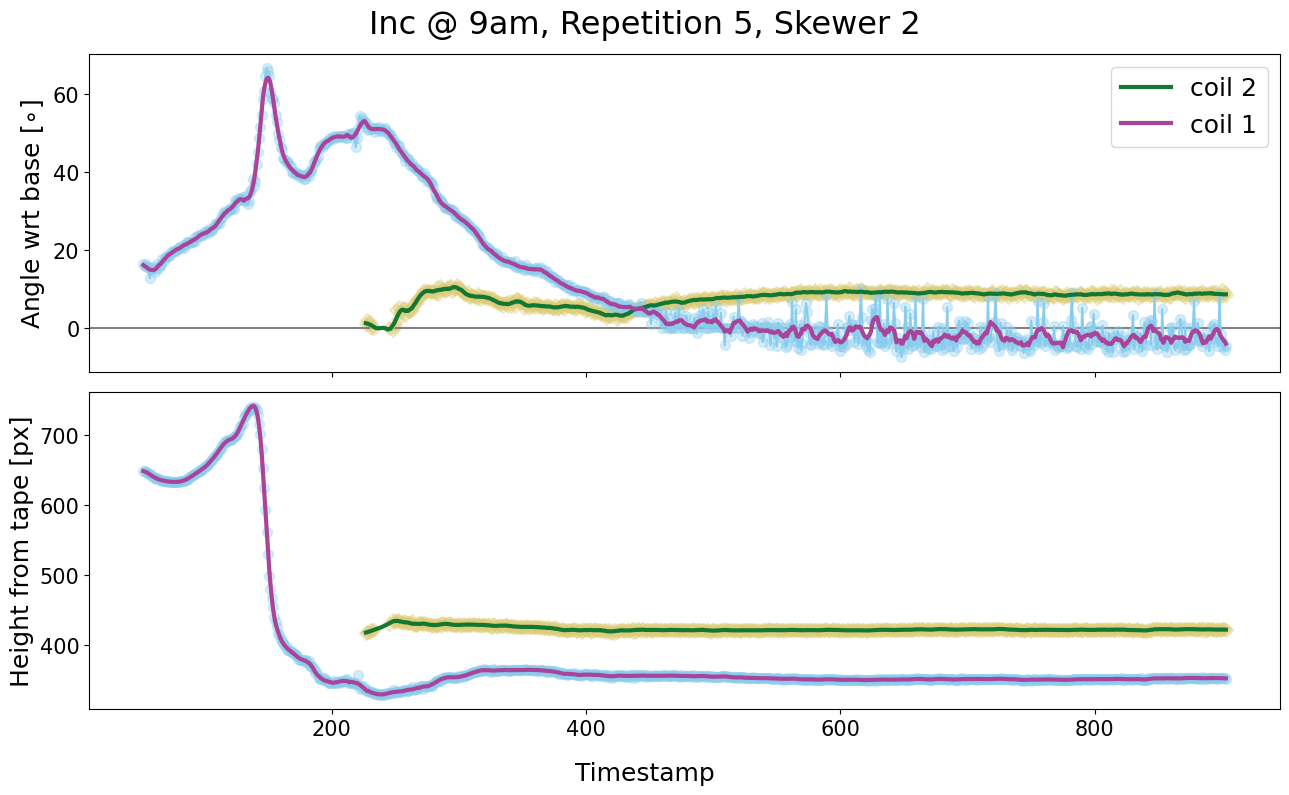 Inc @ 9am, Repetition 5, Skewer 2
Angle wrt base [∘]
60
40
20
0
coil 2
coil 1
Height from tape [px]
700
600
500
400
200
400
600
800
Timestamp